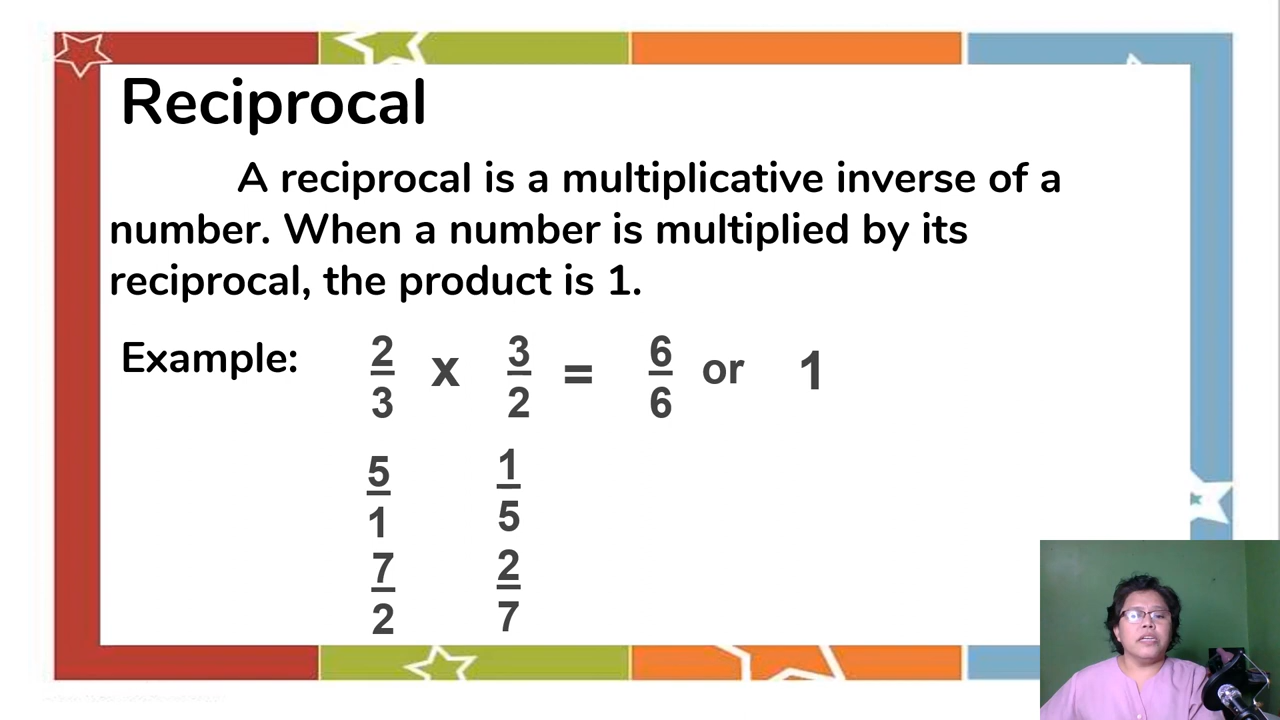 Reciprocal
A reciprocal is a multiplicative inverse of a
number. When a number is multiplied by its
reciprocal, the product is 1.
Example: 2/3 x 3/2 = 6/6 or 1
5/1 1/5
7/2 2/7